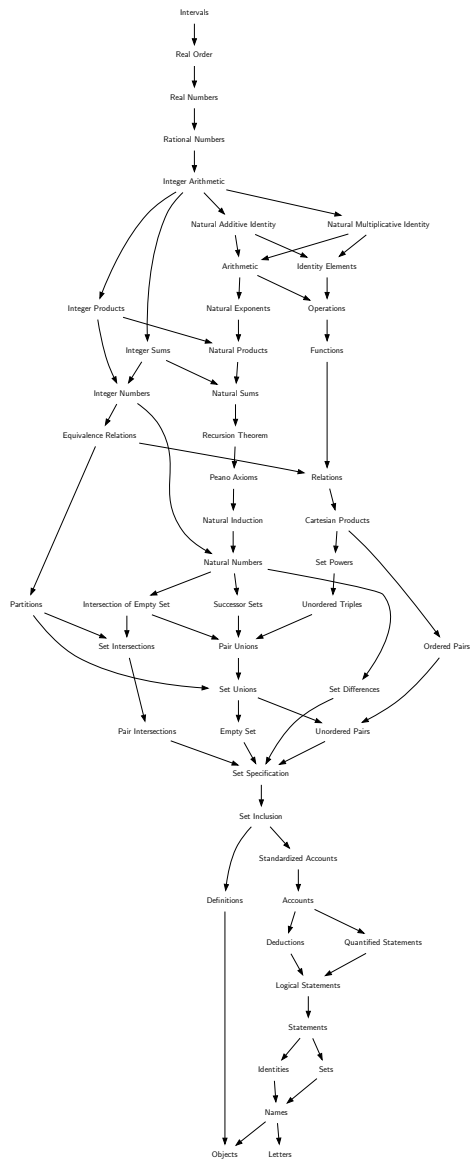 Intervals
Real Order
Real Numbers
Rational Numbers
Integer Arithmetic
Natural Additive Identity
Natural Multiplicative Identity
Arithmetic
Identity Elements
Integer Products
Natural Exponents
Operations
Integer Sums
Natural Products
Functions
Integer Numbers
Natural Sums
Equivalence Relations
Recursion Theorem
Peano Axioms
Relations
Natural Induction
Cartesian Products
Natural Numbers
Set Powers
Partitions
Intersection of Empty Set
Successor Sets
Unordered Triples
Set Intersections
Pair Unions
Ordered Pairs
Set Unions
Set Differences
Pair Intersections
Empty Set
Unordered Pairs
Set Specification
Set Inclusion
Standardized Accounts
Definitions
Accounts
Deductions
Quantified Statements
Logical Statements
Statements
Identities
Sets
Names
Objects
Letters